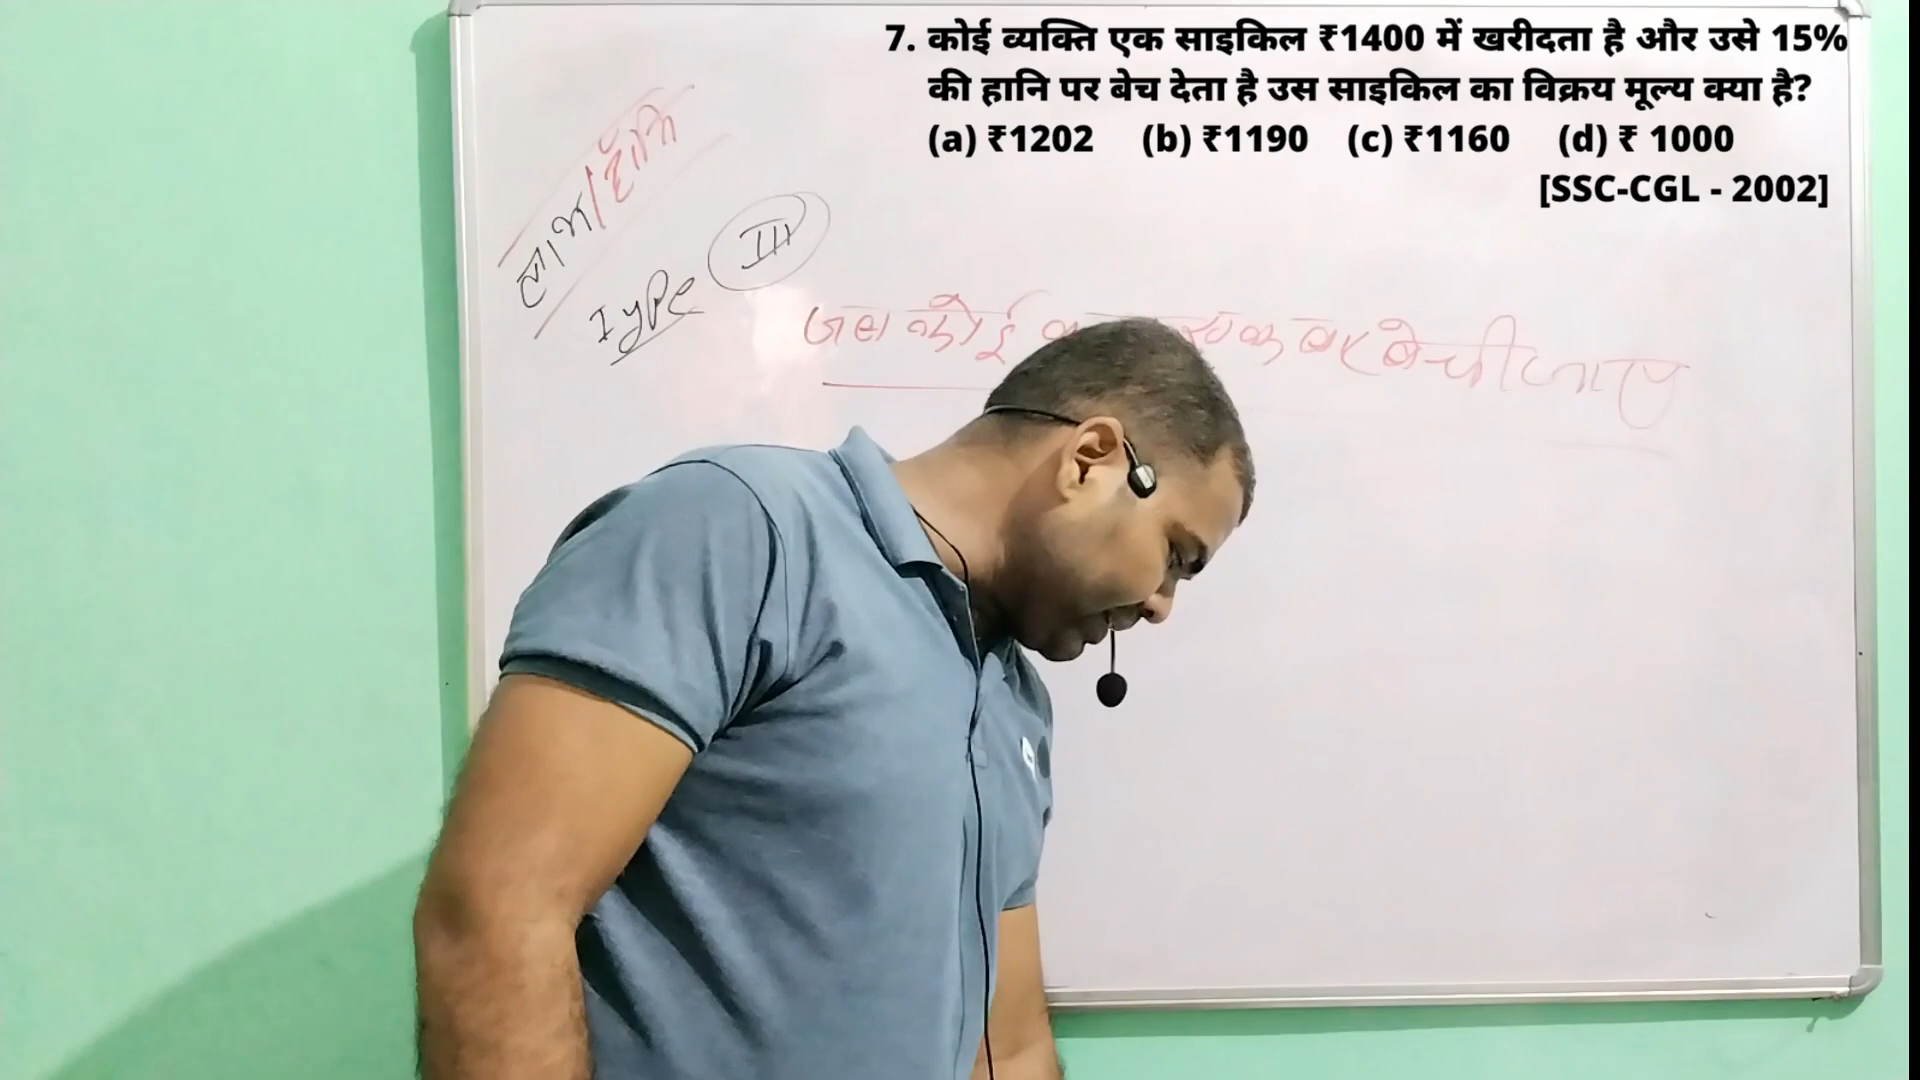 7. कोई व्यक्ति एक साइकिल ₹1400 में खरीदता है और उसे 15%
की हानि पर बेच देता है उस साइकिल का विक्रय मूल्य क्या है?
(a) ₹1202 (b) ₹1190 (c) ₹1160 (d) ₹ 1000
[SSC-CGL - 2002]
लाभ/हानि
Type III
जब कोई कर बेची जाए